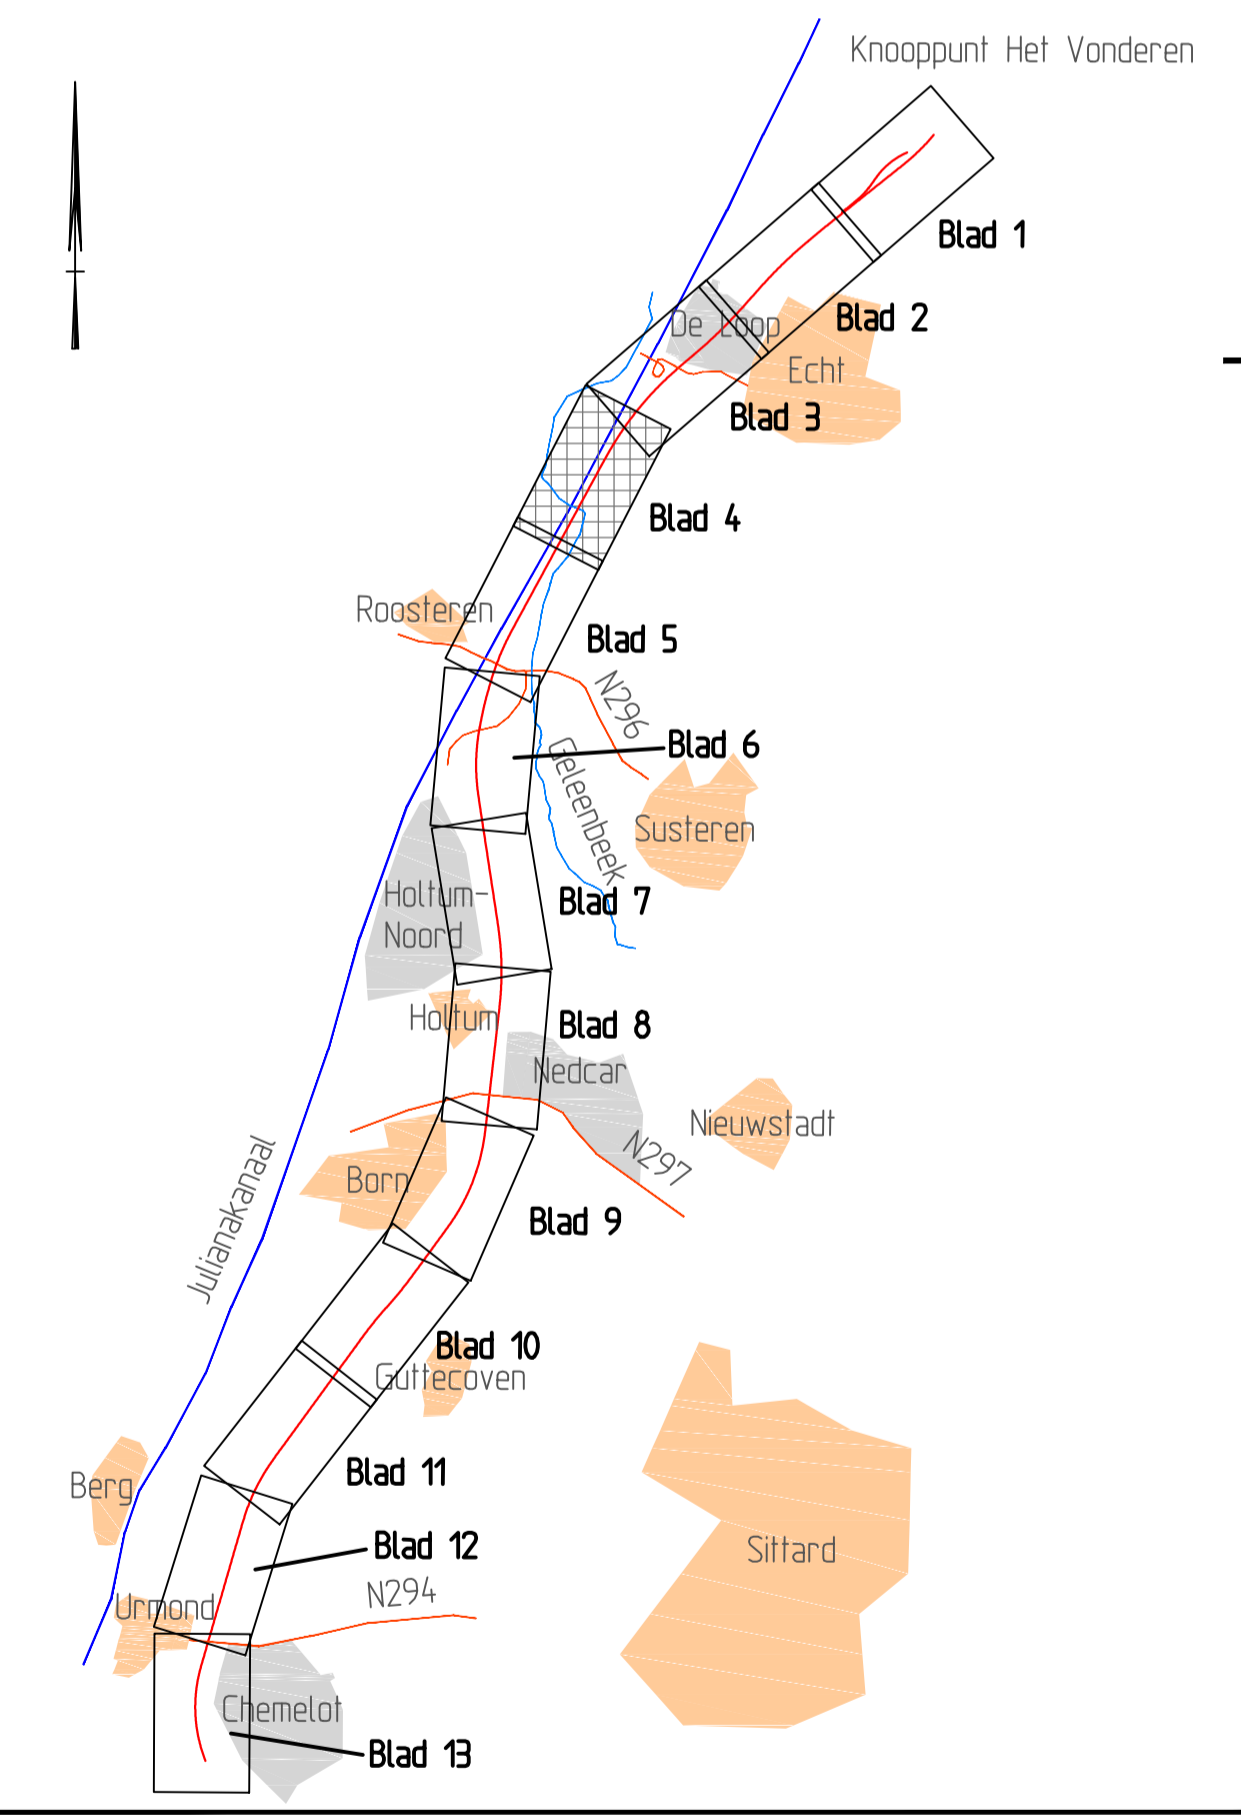 Knooppunt Het Vonderen
Blad 1
Blad 2
De Loop
Echt
Blad 3
Blad 4
Roosteren
Blad 5
N296
Blad 6
Geleenbeek
Susteren
Holtum-
Noord
Blad 7
Holtum
Blad 8
Nedcar
Nieuwstadt
N297
Born
Julianakanaal
Blad 9
Blad 10
Guttecoven
Blad 11
Berg
Blad 12
Sittard
N294
Urmond
Chemelot
Blad 13